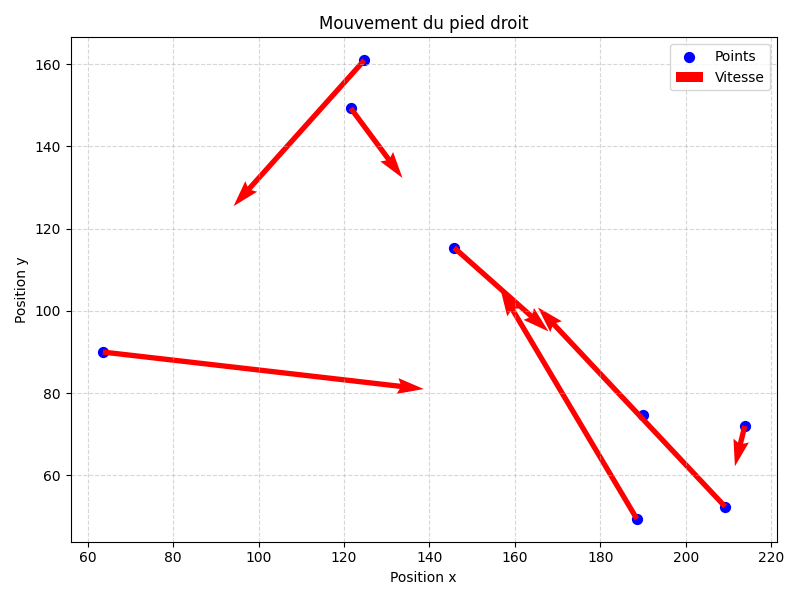 Mouvement du pied droit
Points
Vitesse
Position y
160
140
120
100
80
60
60 80 100 120 140 160 180 200 220
Position x